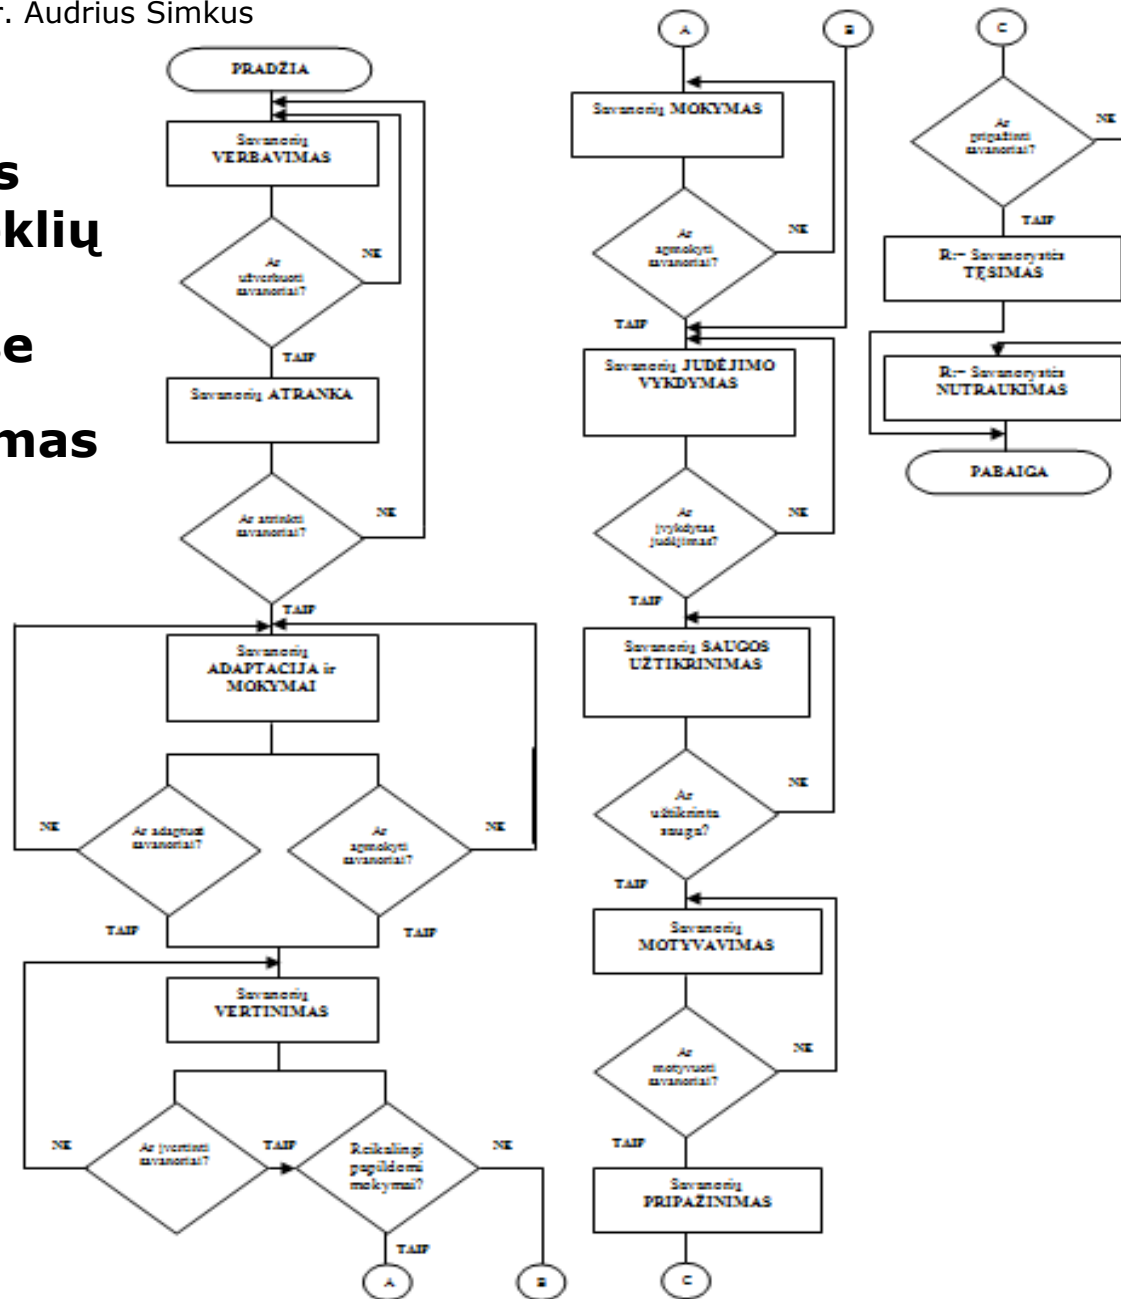 r. Audrius Simkus
s
klių
se
mas
PRADŽIA
Savanorių
VERBAVIMAS
Ar
užverbuoti
savanoriai?
NE
TAIP
Savanorių ATRANKA
Ar atrinkti
savanoriai?
NE
TAIP
Savanorių
ADAPTACIJA ir
MOKYMAI
NE
Ar adaptuoti
savanoriai?
Ar
apmokyti
savanoriai?
NE
TAIP
TAIP
Savanorių
VERTINIMAS
NE
Ar įvertinti
savanoriai?
TAIP
Reikalingi
papildomi
mokymai?
NE
TAIP
A
B
A
B
Savanorių MOKYMAS
Ar
apmokyti
savanoriai?
NE
TAIP
Savanorių JUDĖJIMO
VYKDYMAS
Ar
įvykdytas
judėjimas?
NE
TAIP
Savanorių SAUGOS
UŽTIKRINIMAS
Ar
užtikrinta
sauga?
NE
TAIP
Savanorių
MOTYVAVIMAS
Ar
motyvuoti
savanoriai?
NE
TAIP
Savanorių
PRIPAŽINIMAS
C
C
Ar
pripažinti
savanoriai?
NE
TAIP
R:= Savanorystės
TĘSIMAS
R:= Savanorystės
NUTRAUKIMAS
PABAIGA